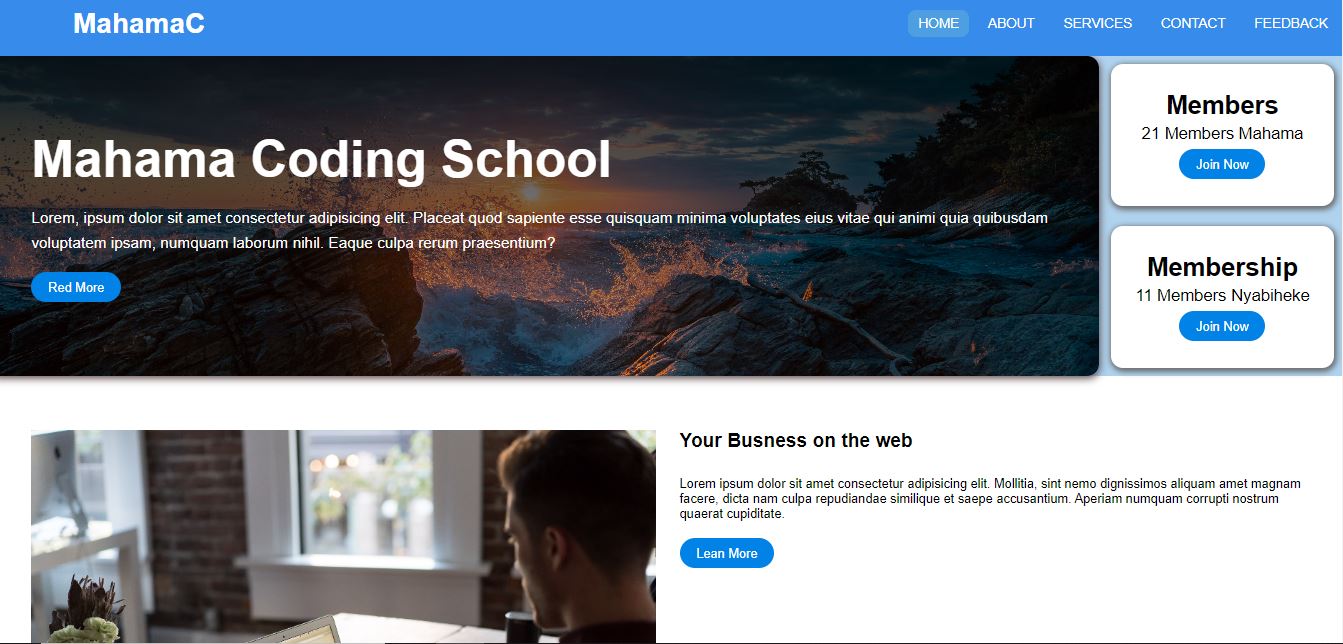 MahamaC
HOME ABOUT SERVICES CONTACT FEEDBACK
Mahama Coding School
Lorem, ipsum dolor sit amet consectetur adipisicing elit. Placeat quod sapiente esse quisquam minima voluptates eius vitae qui animi quia quibusdam
voluptatem ipsam, numquam laborum nihil. Eaque culpa rerum praesentium?
Red More
Members
21 Members Mahama
Join Now
Membership
11 Members Nyabiheke
Join Now
Your Busness on the web
Lorem ipsum dolor sit amet consectetur adipisicing elit. Mollitia, sint nemo dignissimos aliquam amet magnam
facere, dicta nam culpa repudiandae similique et saepe accusantium. Aperiam numquam corrupti nostrum
quaerat cupiditate.
Lean More